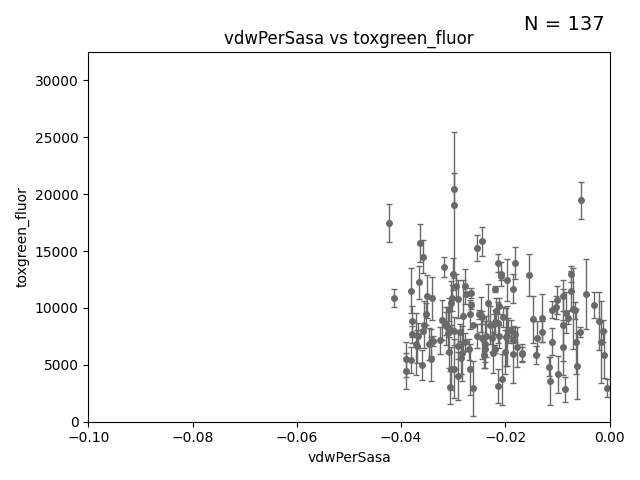 N = 137
vdwPerSasa vs toxgreen_fluor
30000
25000
20000
15000
10000
5000
0
toxgreen_fluor
−0.10 −0.08 −0.06 −0.04 −0.02 0.00
vdwPerSasa